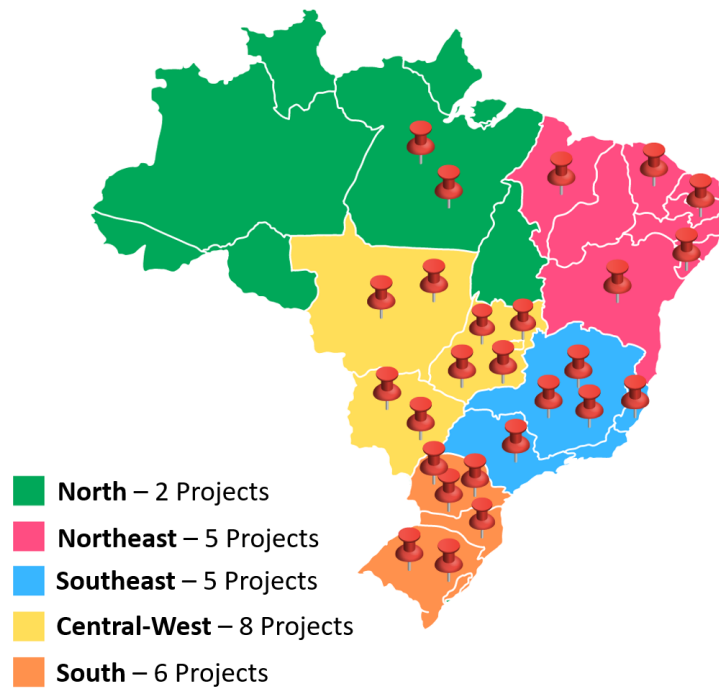 North – 2 Projects
Northeast – 5 Projects
Southeast – 5 Projects
Central-West – 8 Projects
South – 6 Projects